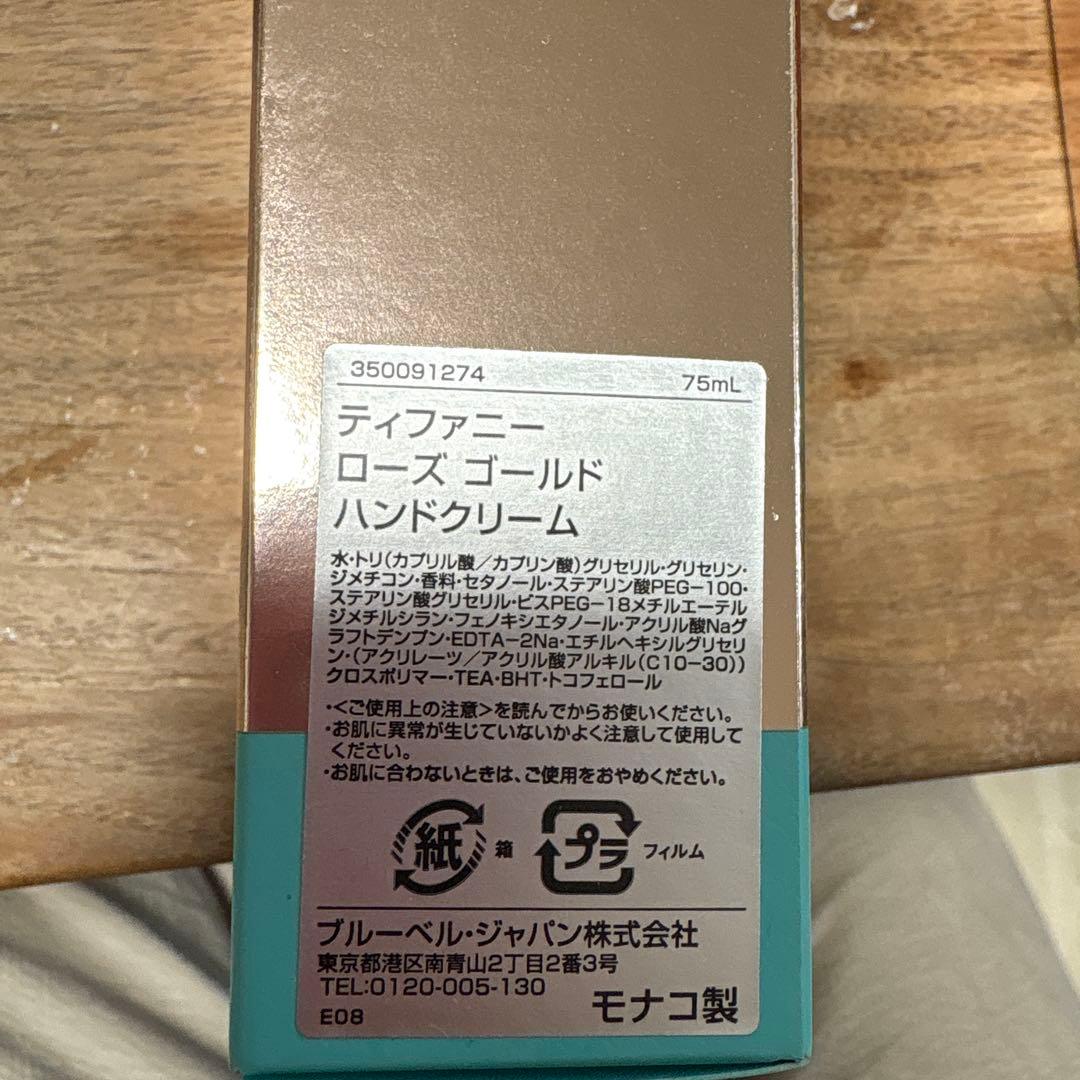 350091274 75mL
ティファニー
ローズ ゴールド
ハンドクリーム
水・トリ(カプリル酸／カプリン酸)グリセリル・グリセリン・
ジメチコン・香料・セタノール・ステアリン酸PEG-100・
ステアリン酸グリセリル・ビスPEG-18メチルエーテル
ジメチルシラン・フェノキシエタノール・アクリル酸Naグ
ラフトデンプン・EDTA-2Na・エチルヘキシルグリセリ
ン・(アクリレーツ／アクリル酸アルキル(C10-30))
クロスポリマー・TEA・BHT・トコフェロール
・<ご使用上の注意>を読んでからお使いください。
・お肌に異常が生じていないかよく注意して使用して
ください。
・お肌に合わないときは、ご使用をおやめください。
紙 箱 プラ フィルム
ブルーベル・ジャパン株式会社
東京都港区南青山2丁目2番3号
TEL:0120-005-130
E08 モナコ製